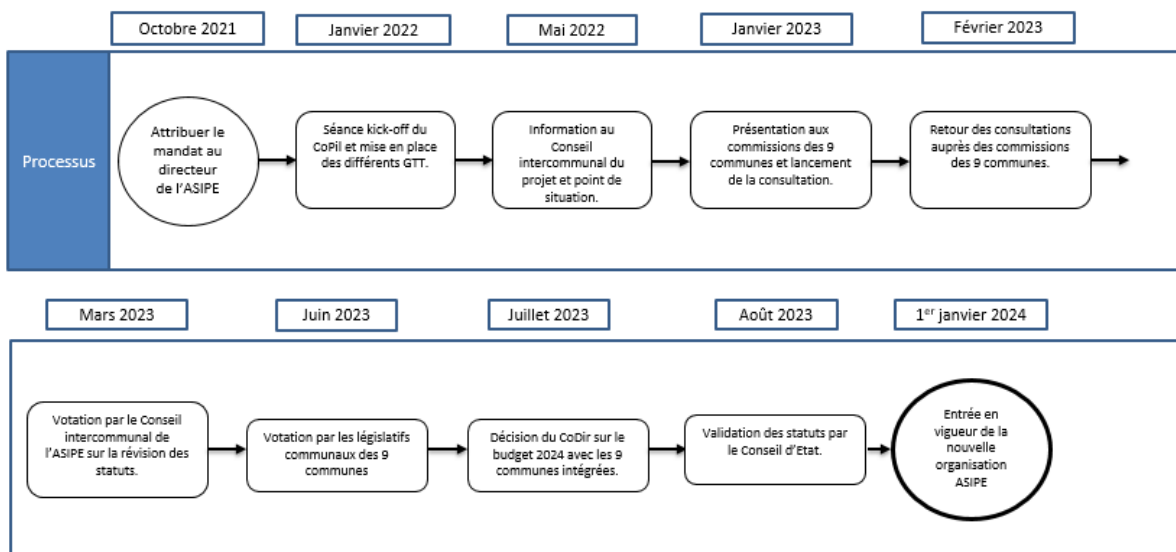 Octobre 2021
Janvier 2022
Mai 2022
Janvier 2023
Février 2023
Processus
Attribuer le
mandat au
directeur
de l'ASIPE
Séance kick-off du
CoPil et mise en place
des différents GTT.
Information au
Conseil
intercommunal du
projet et point de
situation.
Présentation aux
commissions des 9
communes et lancement
de la consultation.
Retour des consultations
auprès des commissions
des 9 communes.
Mars 2023
Juin 2023
Juillet 2023
Août 2023
1er janvier 2024
Votation par le Conseil
intercommunal de
l'ASIPE sur la révision des
statuts.
Votation par les législatifs
communaux des 9
communes
Décision du CoDir sur le
budget 2024 avec les 9
communes intégrées.
Validation des statuts par
le Conseil d'Etat.
Entrée en
vigueur de la
nouvelle
organisation
ASIPE